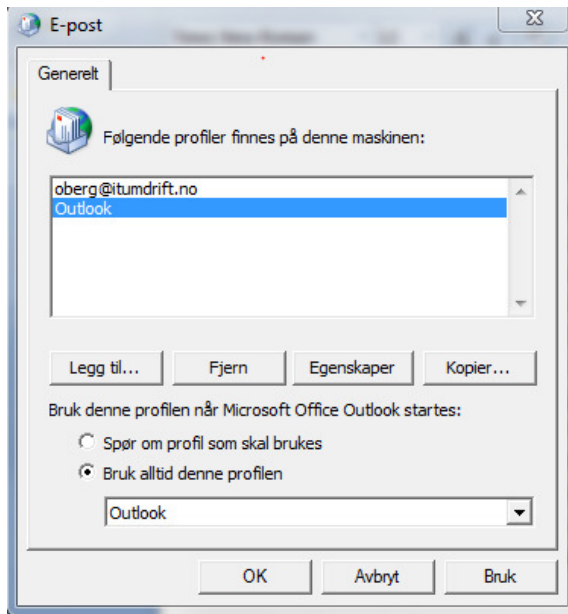 E-post
Generelt
Følgende profiler finnes på denne maskinen:
oberg@itumdrift.no
Outlook
Legg til...
Fjern
Egenskaper
Kopier...
Bruk denne profilen når Microsoft Office Outlook startes:
Spør om profil som skal brukes
Bruk alltid denne profilen
Outlook
OK
Avbryt
Bruk